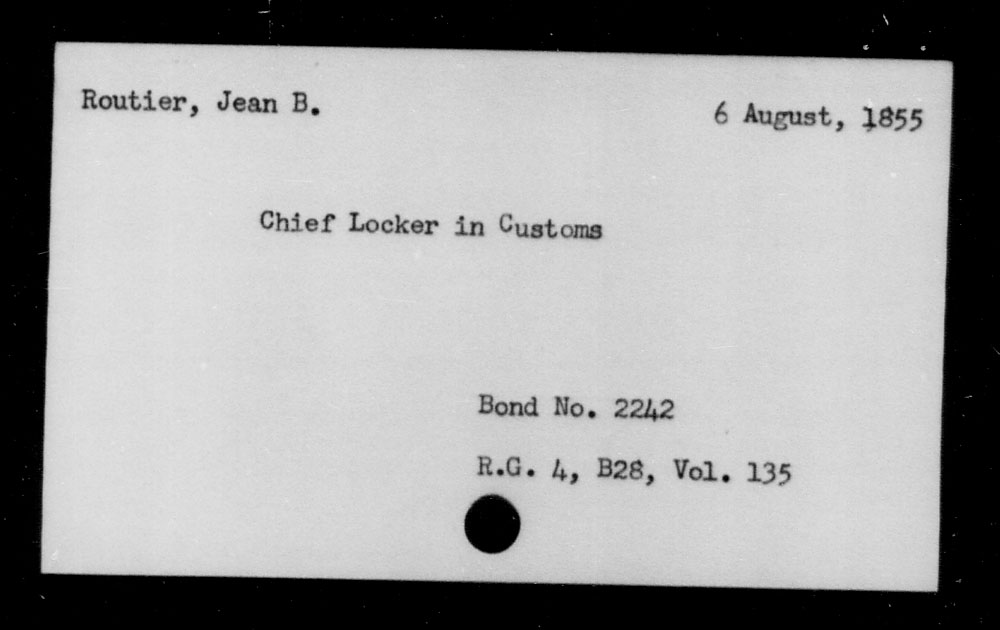 Routier, Jean B.
6 August, 1855
Chief Locker in Customs
Bond No. 2242
R.G. 4, B28, Vol. 135